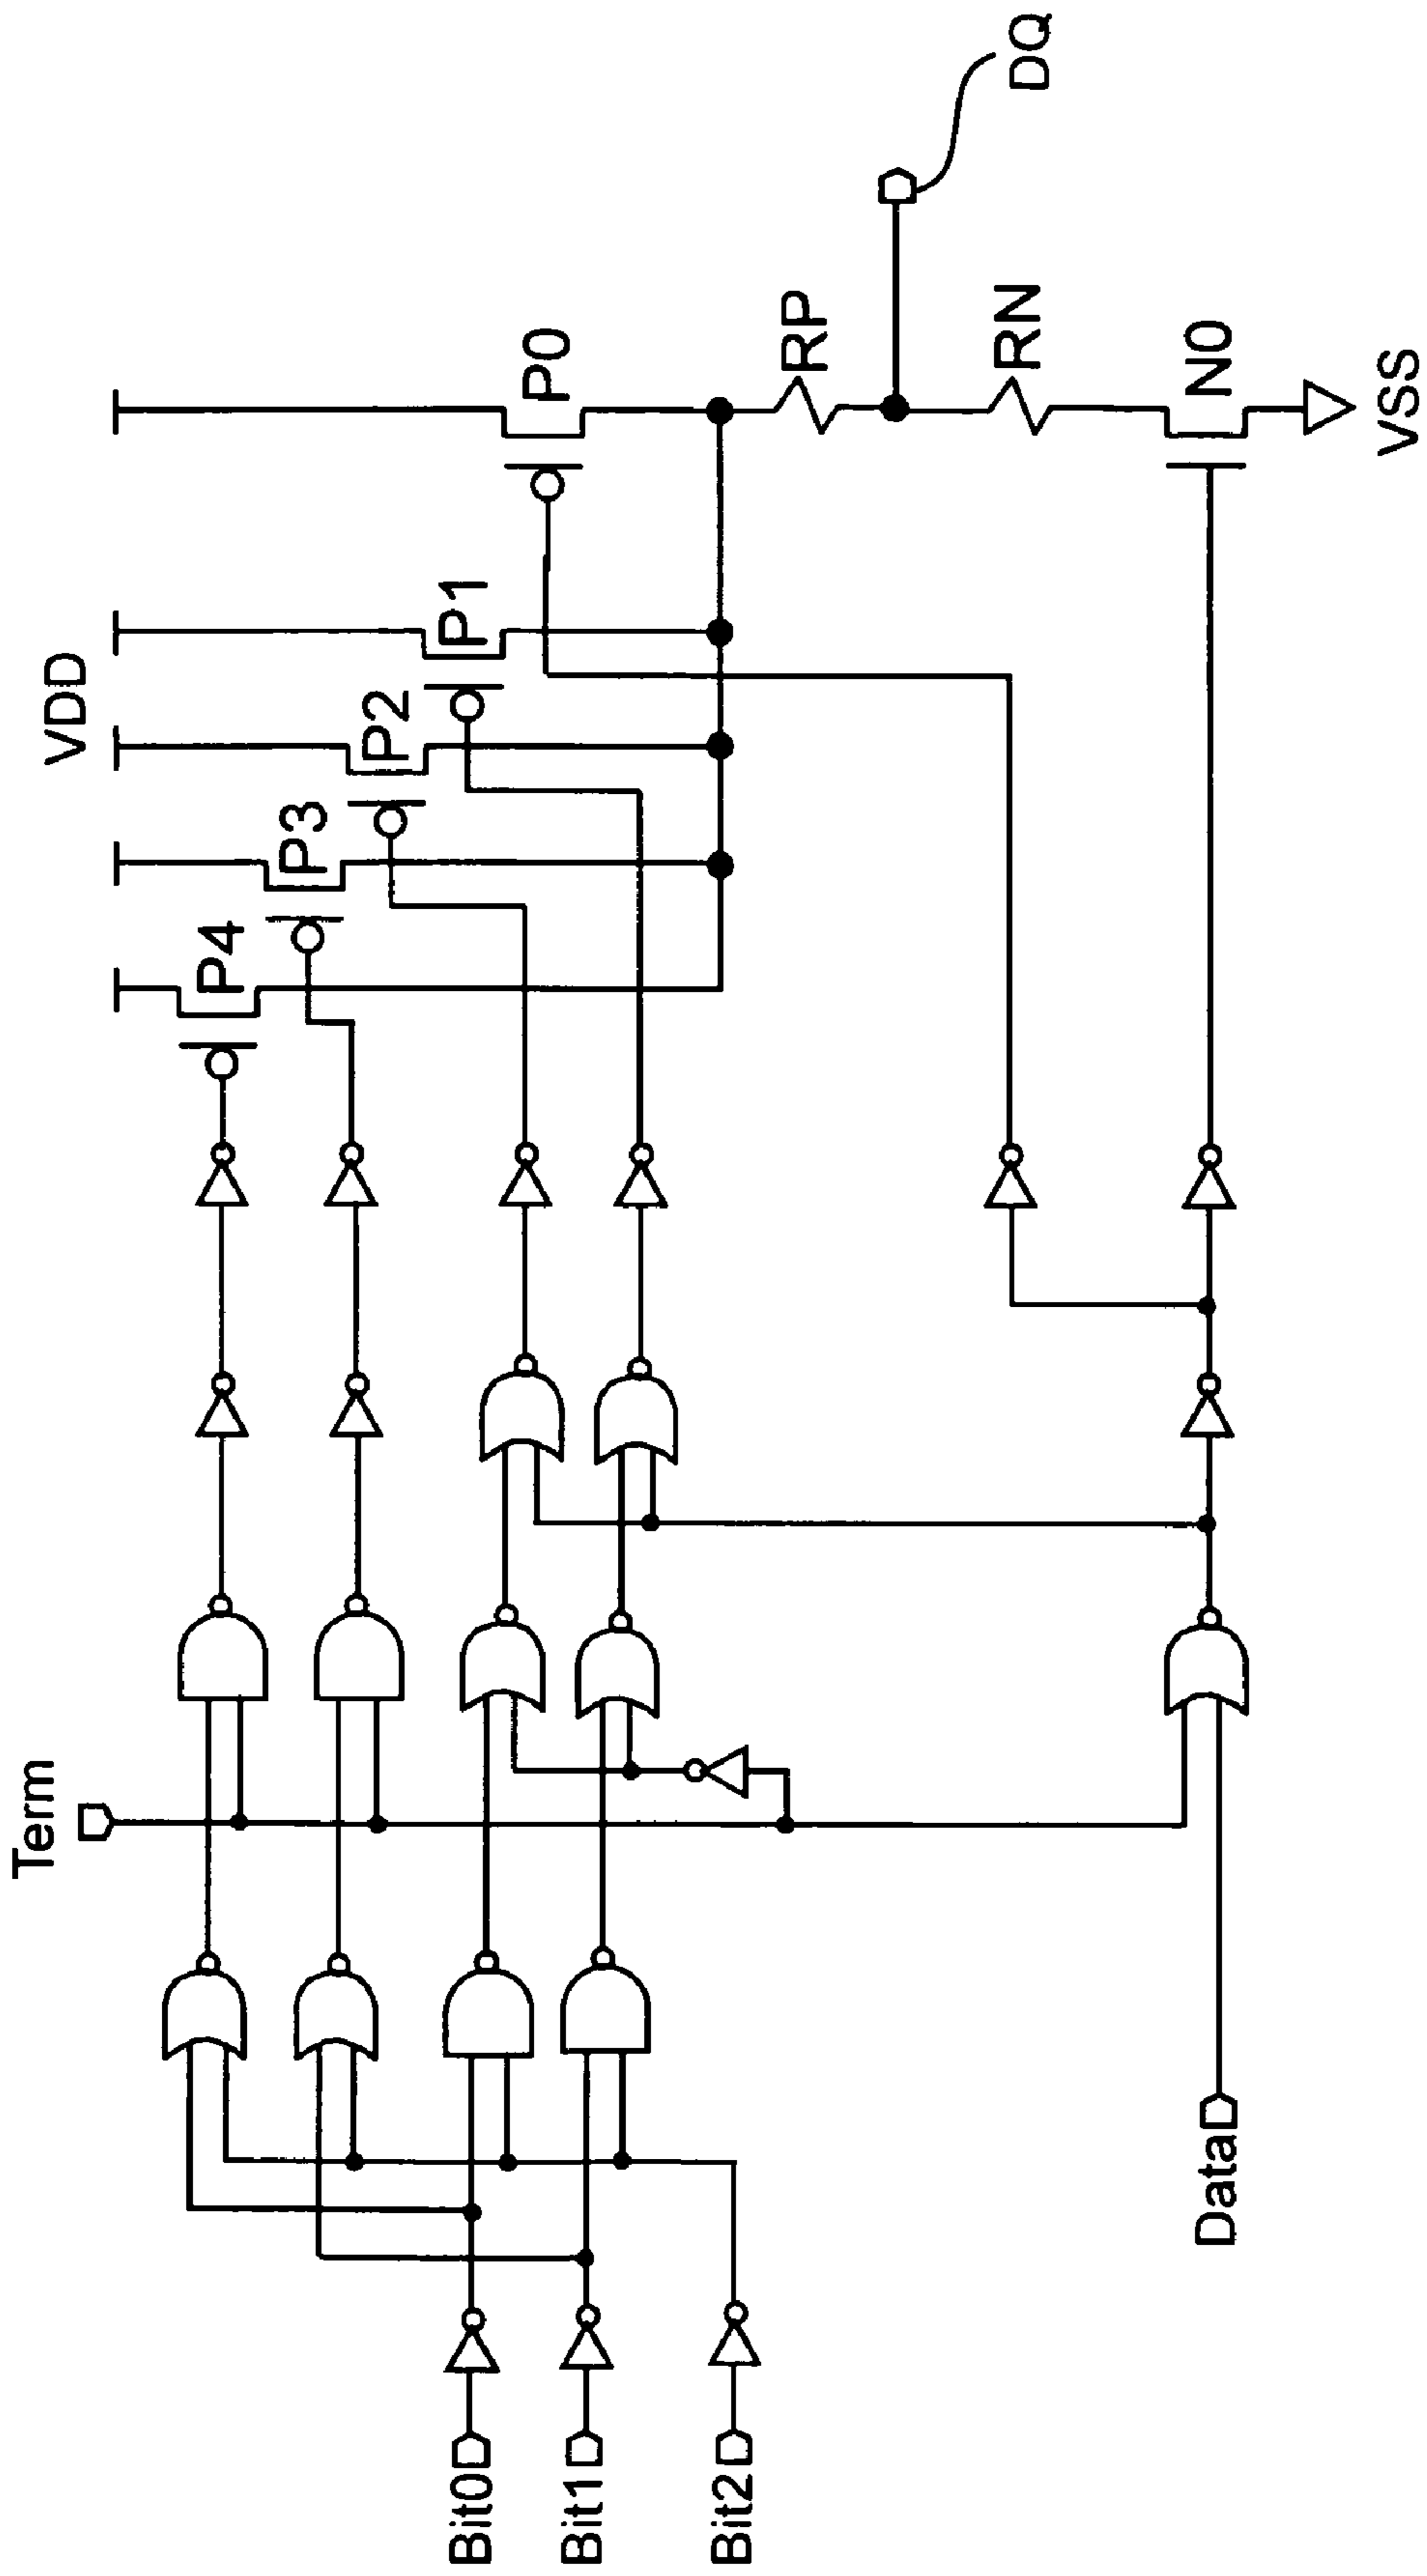 Term
VDD
P4
P3
P2
P1
P0
RP
DQ
RN
N0
VSS
Bit0
Bit1
Bit2
Data